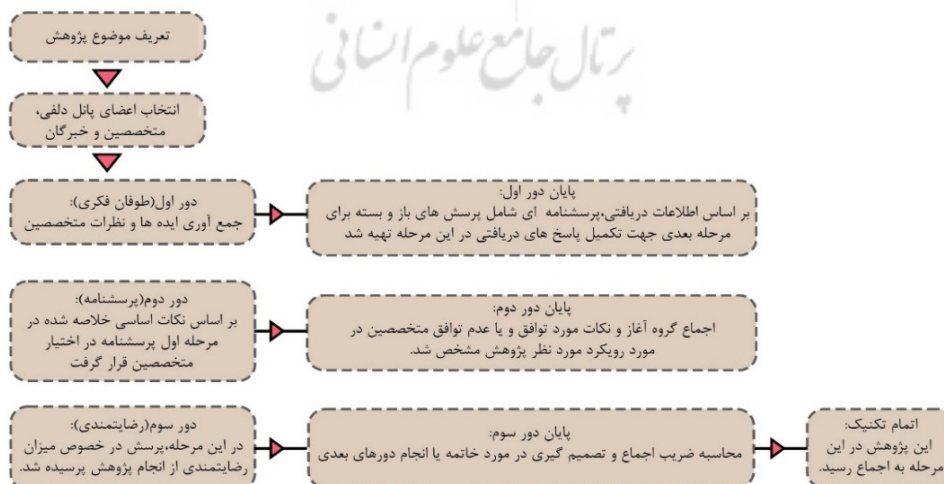 پرتال جامع علوم انسانی
تعریف موضوع پژوهش
انتخاب اعضای پانل دلفی،
متخصصین و خبرگان
دور اول(طوفان فکری):
جمع آوری ایده ها و نظرات متخصصین
پایان دور اول:
بر اساس اطلاعات دریافتی،پرسشنامه ای شامل پرسش های باز و بسته برای
مرحله بعدی جهت تکمیل پاسخ های دریافتی در این مرحله تهیه شد
دور دوم(پرسشنامه):
بر اساس نکات اساسی خلاصه شده در
مرحله اول پرسشنامه در اختیار
متخصصین قرار گرفت
پایان دور دوم:
اجماع گروه آغاز و نکات مورد توافق و یا عدم توافق متخصصین در
مورد رویکرد مورد نظر پژوهش مشخص شد.
دور سوم(رضایتمندی):
در این مرحله،پرسش در خصوص میزان
رضایتمندی از انجام پژوهش پرسیده شد.
پایان دور سوم:
محاسبه ضریب اجماع و تصمیم گیری در مورد خاتمه یا انجام دورهای بعدی
اتمام تکنیک:
این پژوهش در این
مرحله به اجماع رسید.